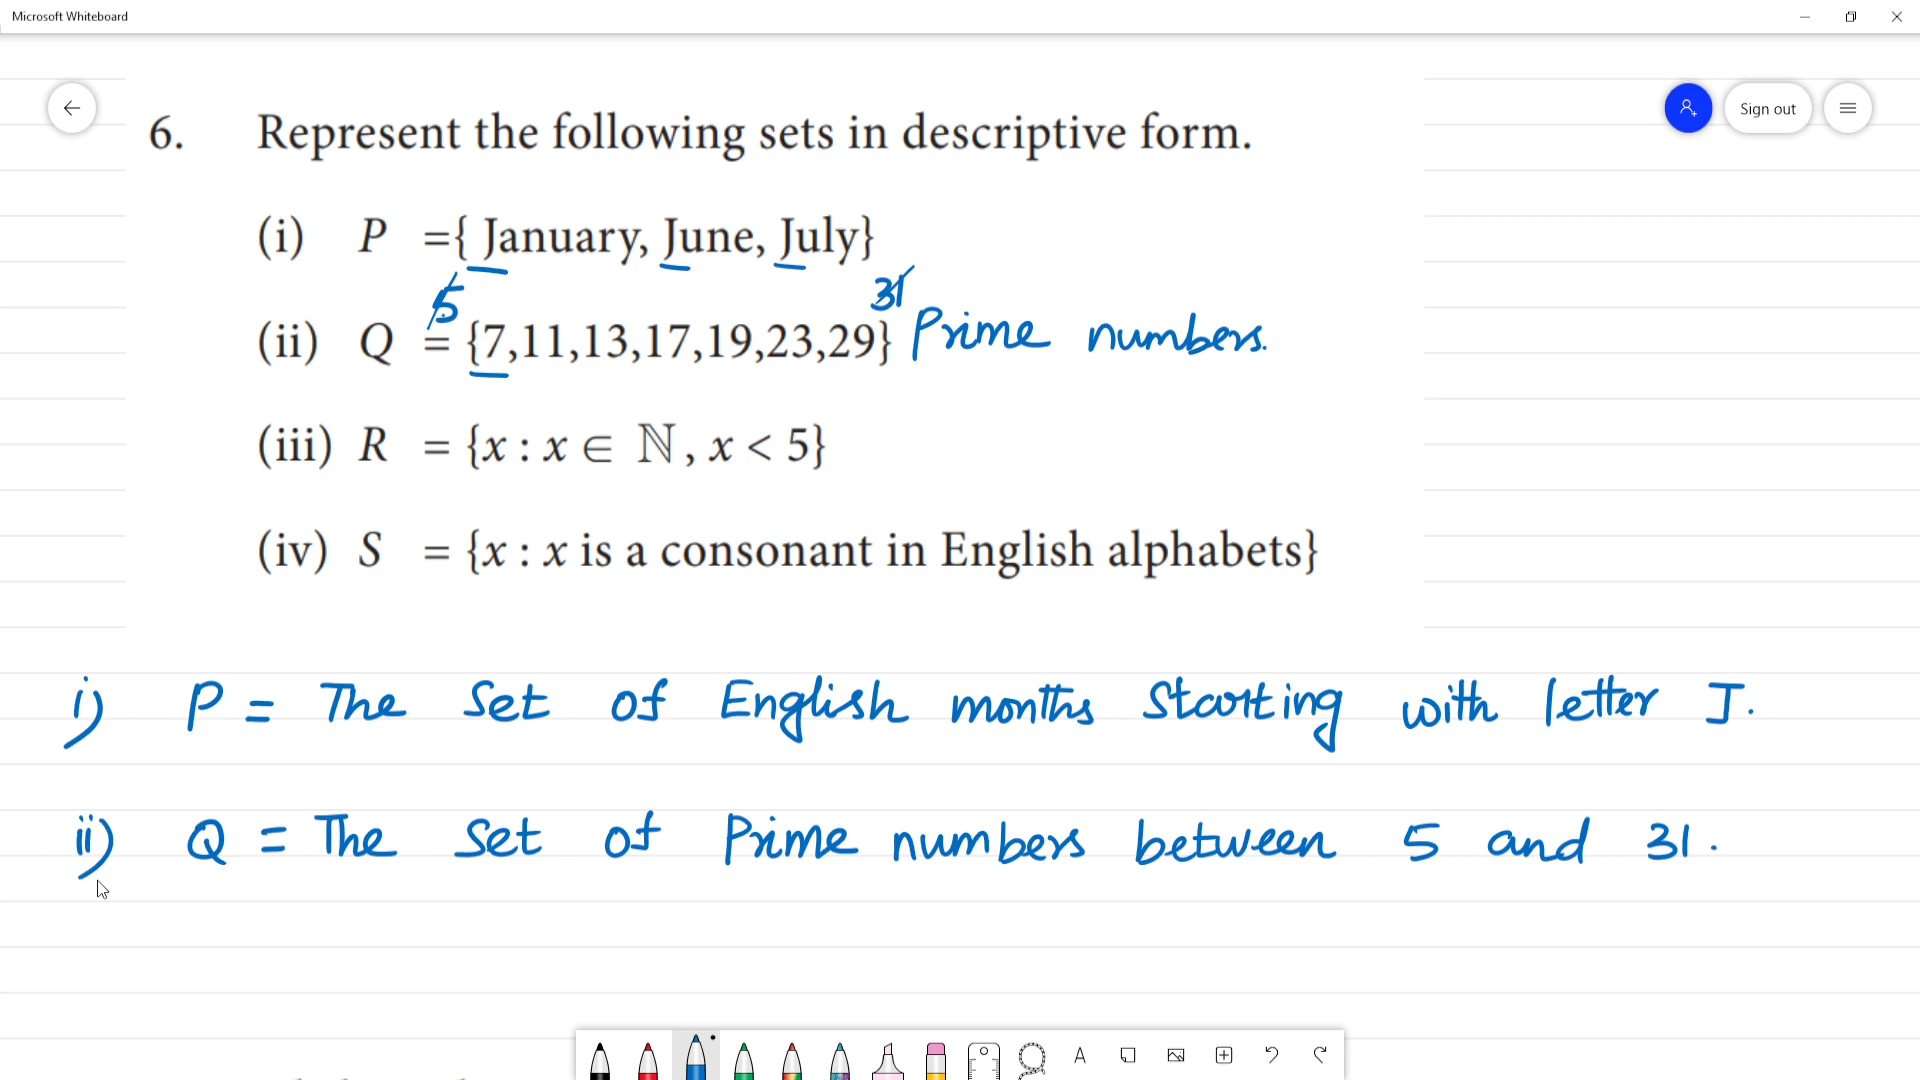 Microsoft Whiteboard
Sign out
6. Represent the following sets in descriptive form.
(i) P ={ January, June, July}
5 31
(ii) Q = {7,11,13,17,19,23,29} Prime numbers.
(iii) R = {x : x ∈ ℕ, x < 5}
(iv) S = {x : x is a consonant in English alphabets}
i) P = The Set of English months Starting with letter J.
ii) Q = The Set of Prime numbers between 5 and 31.
A